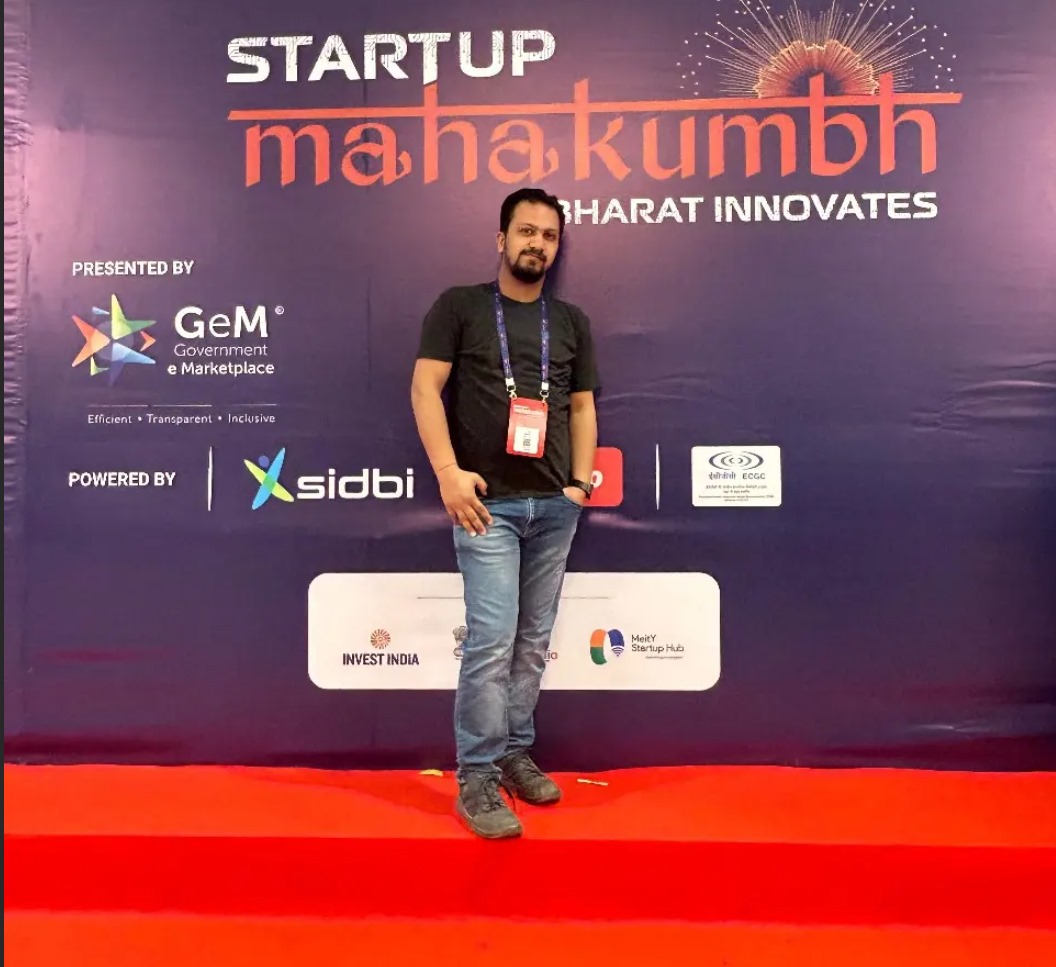 STARTUP
mahakumbh
BHARAT INNOVATES
PRESENTED BY
GeM
Government
e Marketplace
Efficient • Transparent • Inclusive
POWERED BY
sidbi
ईसीजीसी ECGC
INVEST INDIA
MeitY
Startup Hub